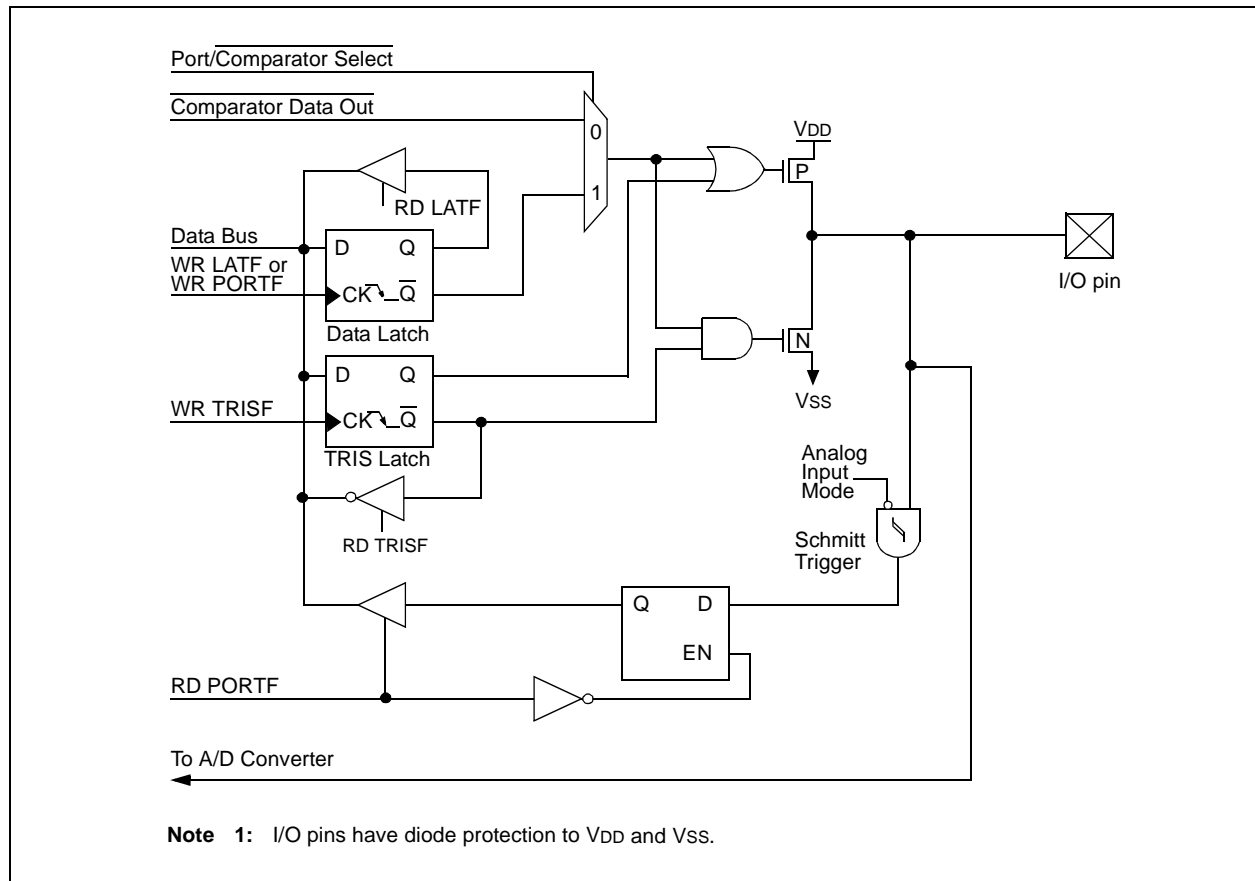 Port/Comparator Select
Comparator Data Out
0
1
VDD
P
RD LATF
Data Bus
D Q
WR LATF or
WR PORTF
CK Q
Data Latch
I/O pin
N
VSS
D Q
WR TRISF
CK Q
TRIS Latch
RD TRISF
Analog
Input
Mode
Schmitt
Trigger
Q D
EN
RD PORTF
To A/D Converter
Note 1: I/O pins have diode protection to VDD and VSS.